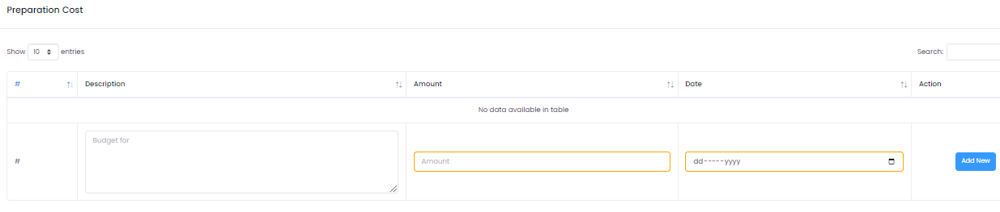 Preparation Cost
Show 10 entries
Search:
# Description Amount Date Action
No data available in table
# Budget for Amount dd-----yyyy Add New